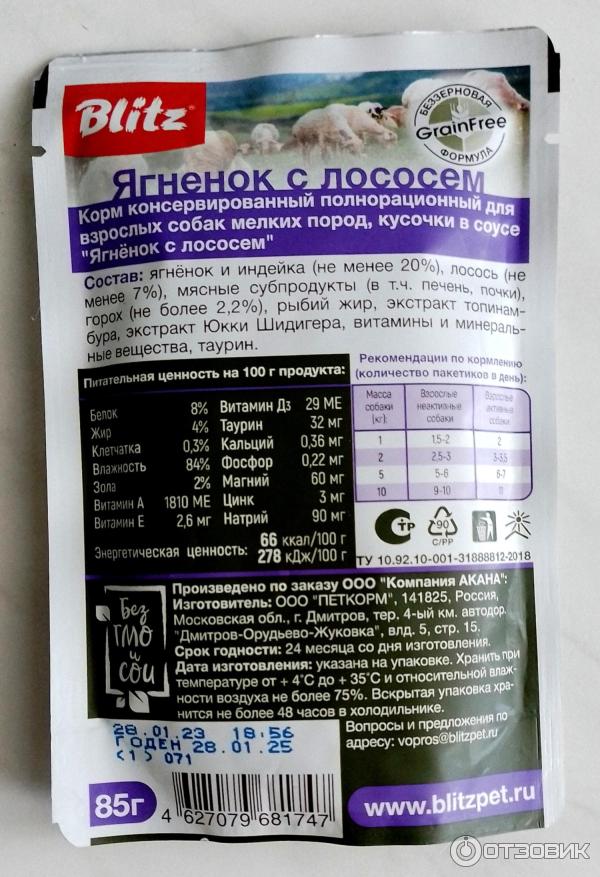 Blitz
БЕЗЗЕРНОВАЯ
GrainFree
ФОРМУЛА
Ягненок с лососем
Корм консервированный полнорационный для
взрослых собак мелких пород, кусочки в соусе
"Ягнёнок с лососем"
Состав: ягнёнок и индейка (не менее 20%), лосось (не
менее 7%), мясные субпродукты (в т.ч. печень, почки),
горох (не более 2,2%), рыбий жир, экстракт топинам-
бура, экстракт Юкки Шидигера, витамины и минераль-
ные вещества, таурин.
Питательная ценность на 100 г продукта:
Белок 8%
Жир 4%
Клетчатка 0,3%
Влажность 84%
Зола 2%
Витамин А 1810 МЕ
Витамин Е 2,6 мг
Витамин Д3 29 МЕ
Таурин 32 мг
Кальций 0,36 мг
Фосфор 0,22 мг
Магний 60 мг
Цинк 3 мг
Натрий 90 мг
Энергетическая ценность: 66 ккал/100 г
278 кДж/100 г
Рекомендации по кормлению
(количество пакетиков в день):
Масса собаки (кг): Взрослые неактивные собаки Взрослые активные собаки
1 1,5-2 2
2 2,5-3 3-3,5
5 5-6 6-7
10 9-10 11
СТР
90
C/PP
ТУ 10.92.10-001-31888812-2018
Без
ГМО
и
сои
Произведено по заказу ООО "Компания АКАНА":
Изготовитель: ООО "ПЕТКОРМ", 141825, Россия,
Московская обл., г. Дмитров, тер. 4-ый км. автодор.
"Дмитров-Орудьево-Жуковка", влд. 5, стр. 15.
Срок годности: 24 месяца со дня изготовления.
Дата изготовления: указана на упаковке. Хранить при
температуре от + 4°С до + 35°С и относительной влаж-
ности воздуха не более 75%. Вскрытая упаковка хра-
нится не более 48 часов в холодильнике.
Вопросы и предложения по
адресу: vopros@blitzpet.ru
28.01.23 18:56
ГОДЕН 28.01.25
(1) 071
85г
4 627079 681747
www.blitzpet.ru
ОТЗОВИК